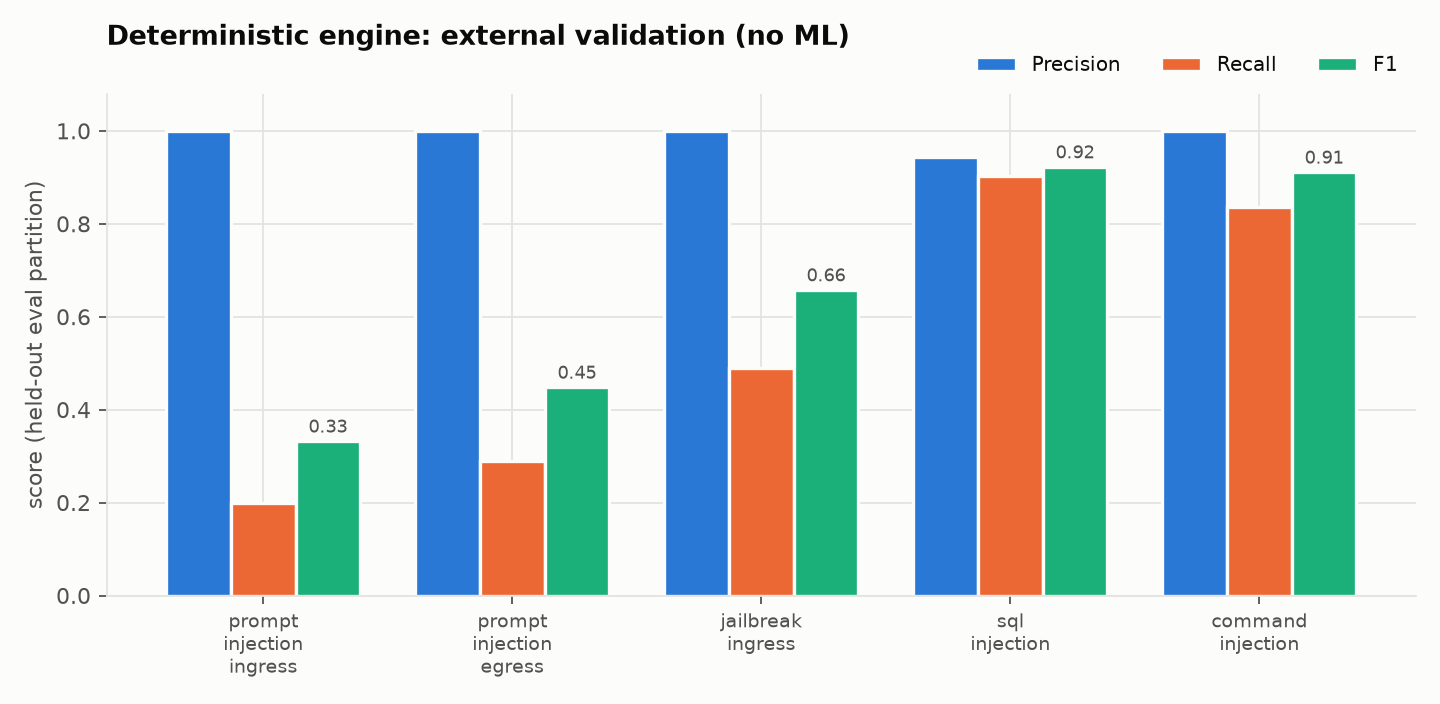 Deterministic engine: external validation (no ML)
Precision Recall F1
score (held-out eval partition)
1.0
0.8
0.6
0.4
0.2
0.0
0.33
0.45
0.66
0.92
0.91
prompt
injection
ingress
prompt
injection
egress
jailbreak
ingress
sql
injection
command
injection